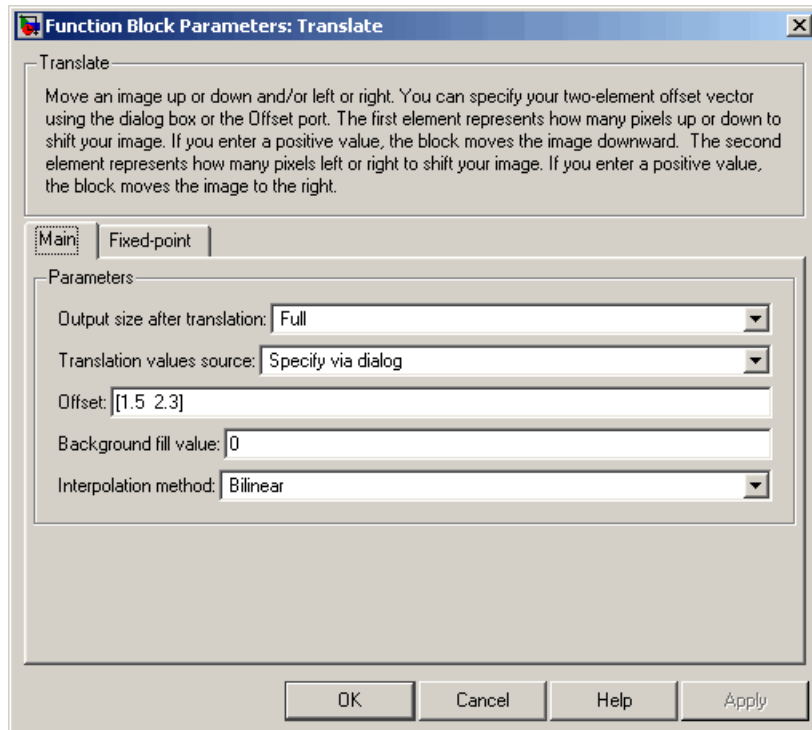 Function Block Parameters: Translate
Translate
Move an image up or down and/or left or right. You can specify your two-element offset vector
using the dialog box or the Offset port. The first element represents how many pixels up or down to
shift your image. If you enter a positive value, the block moves the image downward.  The second
element represents how many pixels left or right to shift your image. If you enter a positive value,
the block moves the image to the right.
Main Fixed-point
Parameters
Output size after translation: Full
Translation values source: Specify via dialog
Offset: [1.5  2.3]
Background fill value: 0
Interpolation method: Bilinear
OK Cancel Help Apply